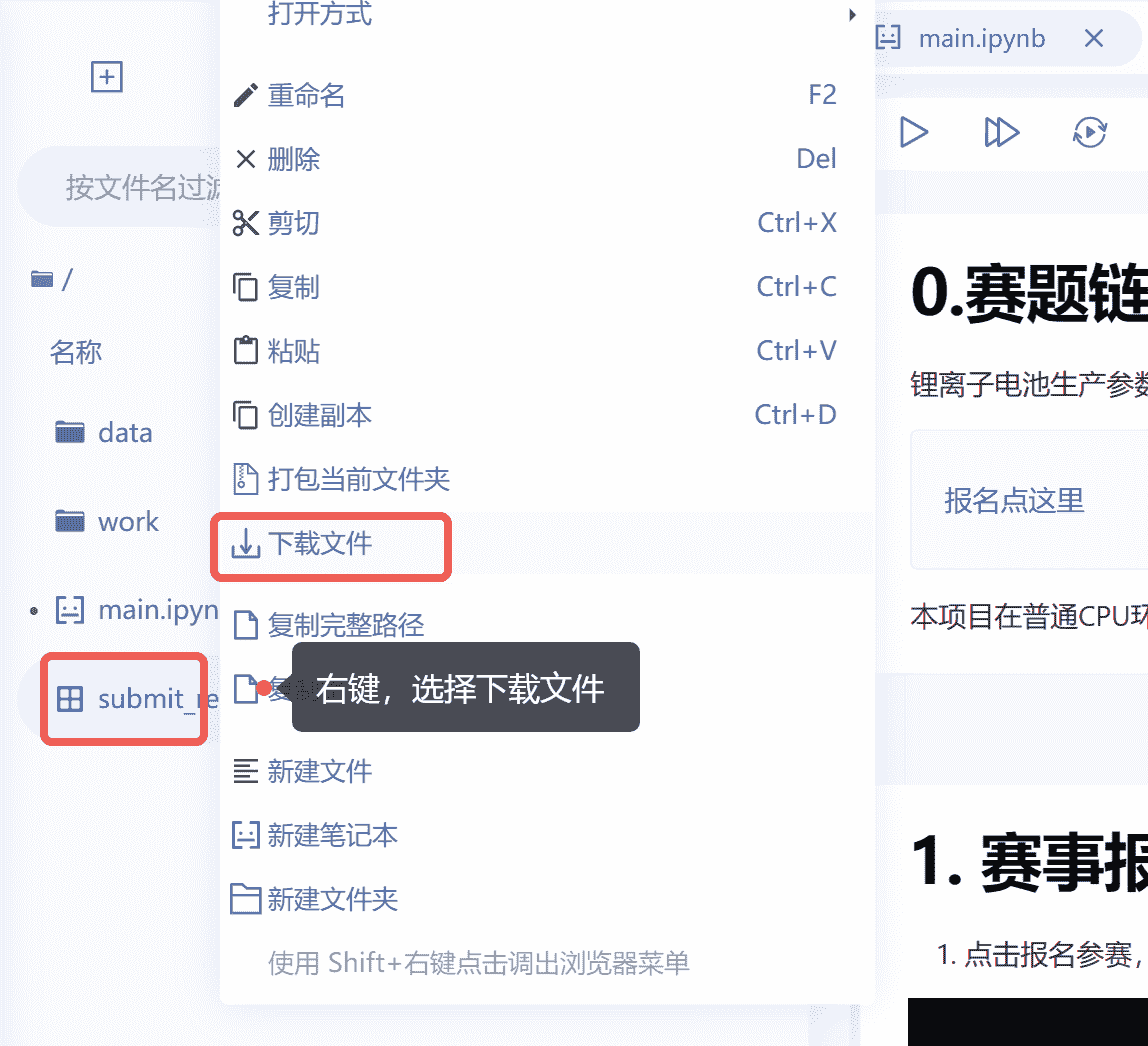 打开方式
重命名 F2
删除 Del
剪切 Ctrl+X
复制 Ctrl+C
粘贴 Ctrl+V
创建副本 Ctrl+D
打包当前文件夹
下载文件
复制完整路径
复
右键，选择下载文件
新建文件
新建笔记本
新建文件夹
使用 Shift+右键点击调出浏览器菜单
按文件名过滤
/
名称
data
work
main.ipyn
submit_re
main.ipynb
0.赛题链
锂离子电池生产参数
报名点这里
本项目在普通CPU环
1. 赛事报
1. 点击报名参赛，